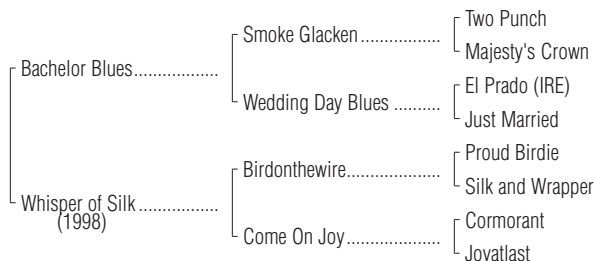 Two Punch
Smoke Glacken..................
Majesty's Crown
Bachelor Blues...................
El Prado (IRE)
Wedding Day Blues ..........
Just Married
Proud Birdie
Birdonthewire.....................
Silk and Wrapper
Whisper of Silk..................
(1998)
Cormorant
Come On Joy.....................
Joyatlast